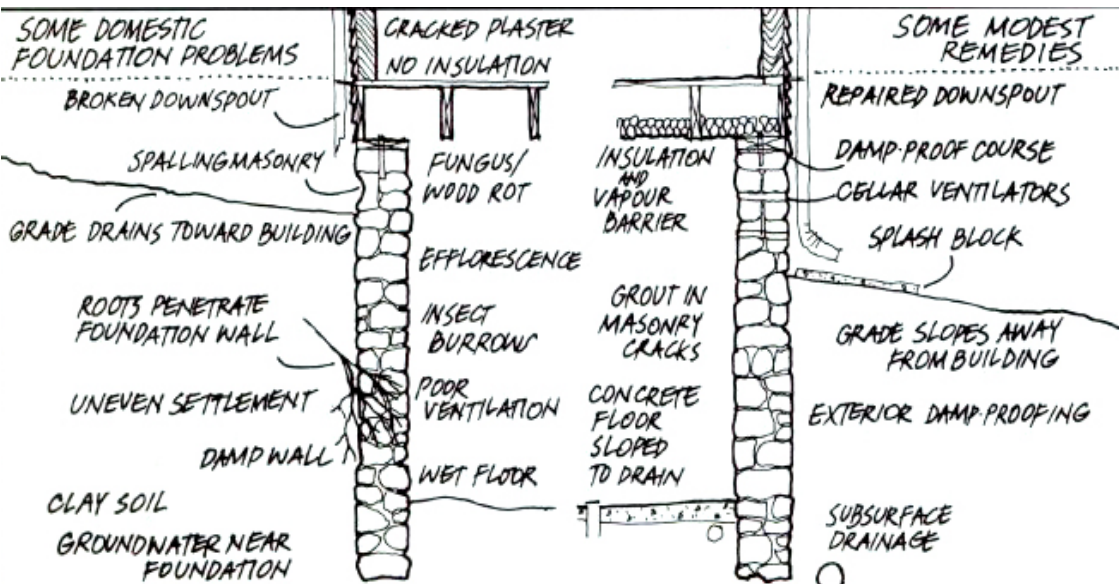 SOME DOMESTIC
FOUNDATION PROBLEMS
BROKEN DOWNSPOUT
SPALLING MASONRY
GRADE DRAINS TOWARD BUILDING
ROOTS PENETRATE
FOUNDATION WALL
UNEVEN SETTLEMENT
DAMP WALL
CLAY SOIL
GROUNDWATER NEAR
FOUNDATION
CRACKED PLASTER
NO INSULATION
FUNGUS/
WOOD ROT
EFFLORESCENCE
INSECT
BURROWS
POOR
VENTILATION
WET FLOOR
INSULATION
AND
VAPOUR
BARRIER
GROUT IN
MASONRY
CRACKS
CONCRETE
FLOOR
SLOPED
TO DRAIN
SOME MODEST
REMEDIES
REPAIRED DOWNSPOUT
DAMP-PROOF COURSE
CELLAR VENTILATORS
SPLASH BLOCK
GRADE SLOPES AWAY
FROM BUILDING
EXTERIOR DAMP-PROOFING
SUBSURFACE
DRAINAGE